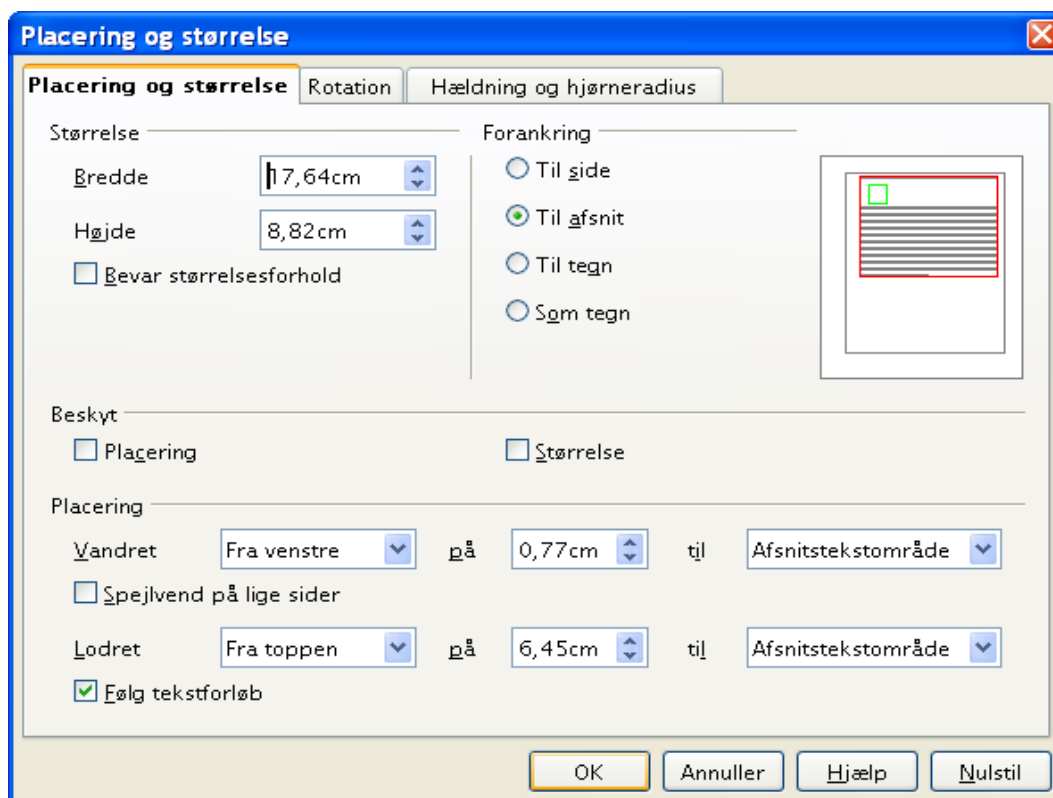 Placering og størrelse
Placering og størrelse Rotation Hældning og hjørneradius
Størrelse Forankring
Bredde 17,64cm Til side
Højde 8,82cm Til afsnit
Bevar størrelsesforhold Til tegn
Som tegn
Beskyt
Placering Størrelse
Placering
Vandret Fra venstre på 0,77cm til Afsnitstekstområde
Spejlvend på lige sider
Lodret Fra toppen på 6,45cm til Afsnitstekstområde
Følg tekstforløb
OK Annuller Hjælp Nulstil